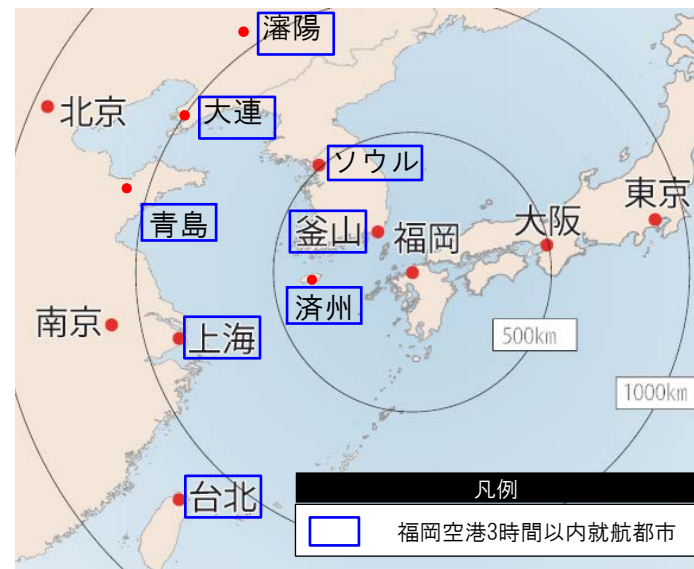 瀋陽
北京
大連
ソウル
青島
釜山
福岡
大阪
東京
済州
南京
上海
500km
1000km
台北
凡例
福岡空港3時間以内就航都市